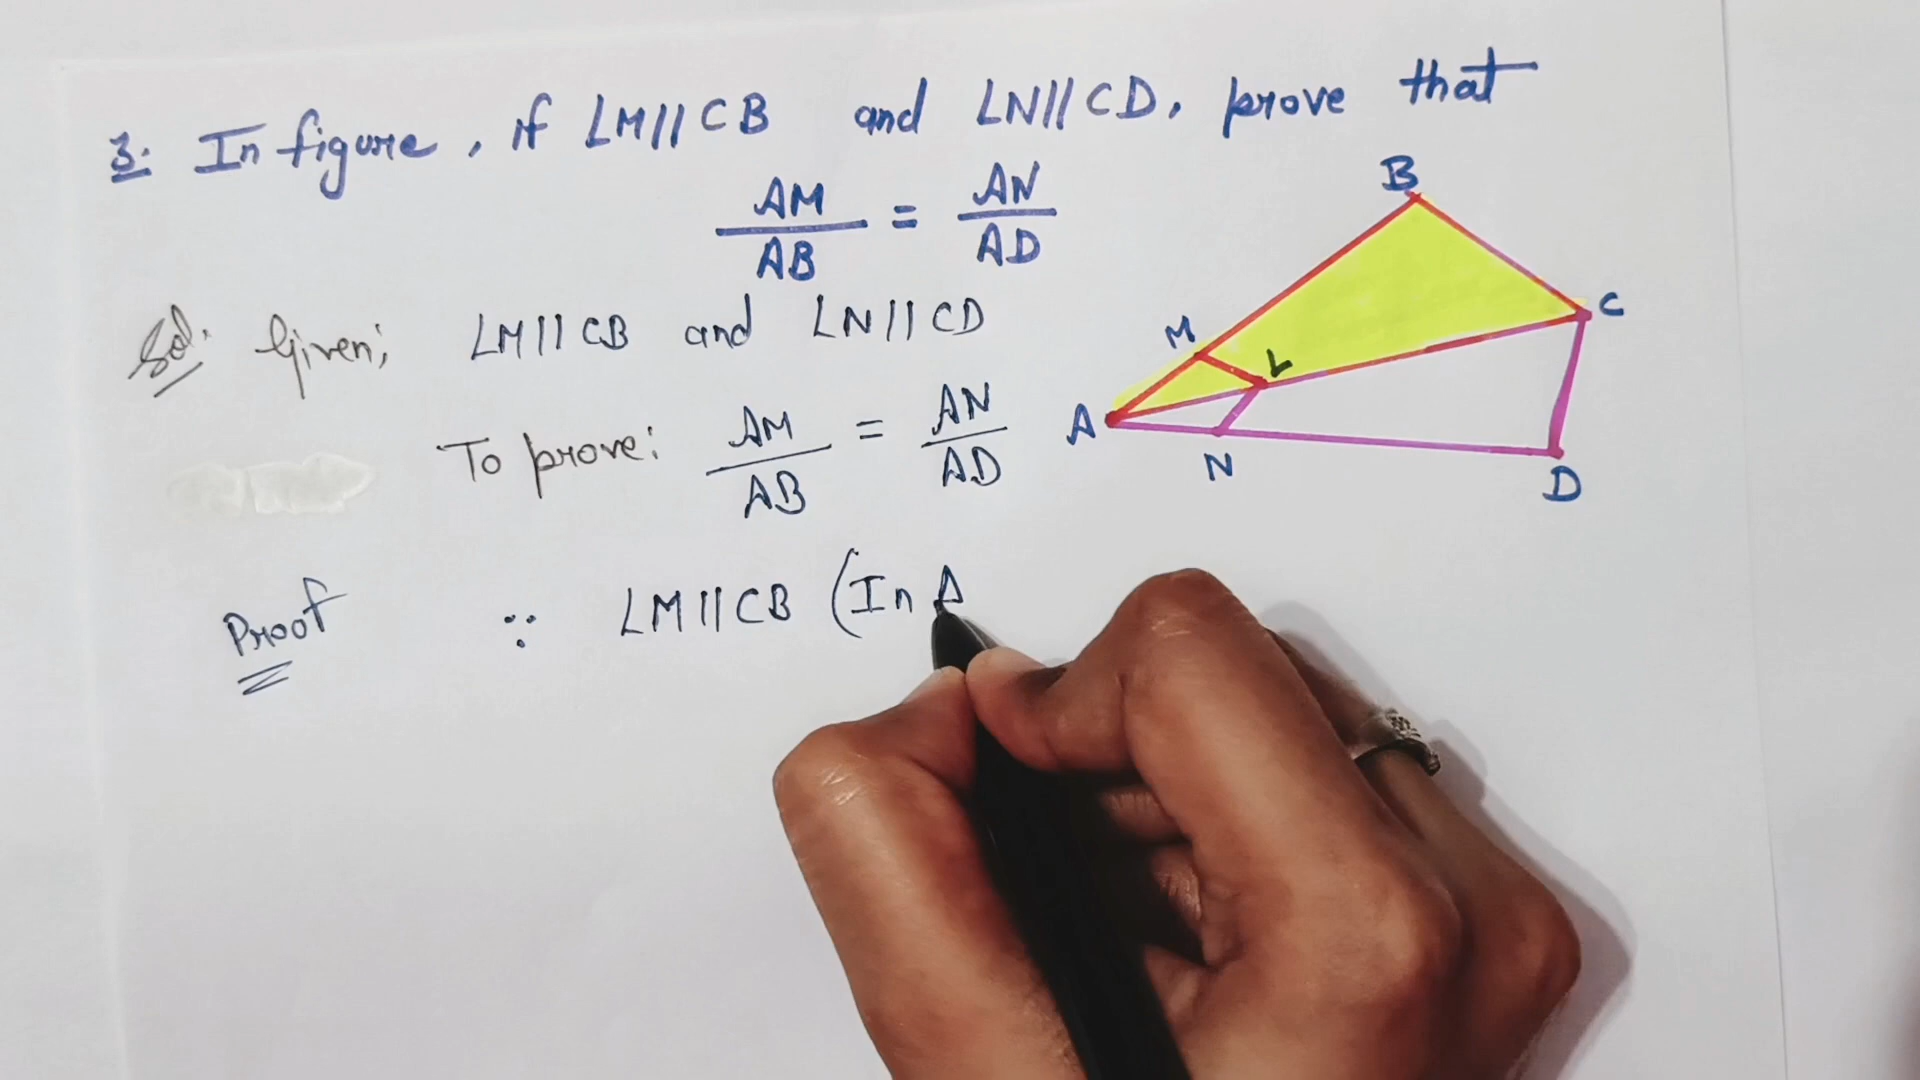 3. In figure, if LM || CB and LN || CD, prove that
AM/AB = AN/AD
Sol. Given; LM || CB and LN || CD
To prove: AM/AB = AN/AD
Proof ∵ LM || CB (In Δ
B
C
M
L
A
N
D